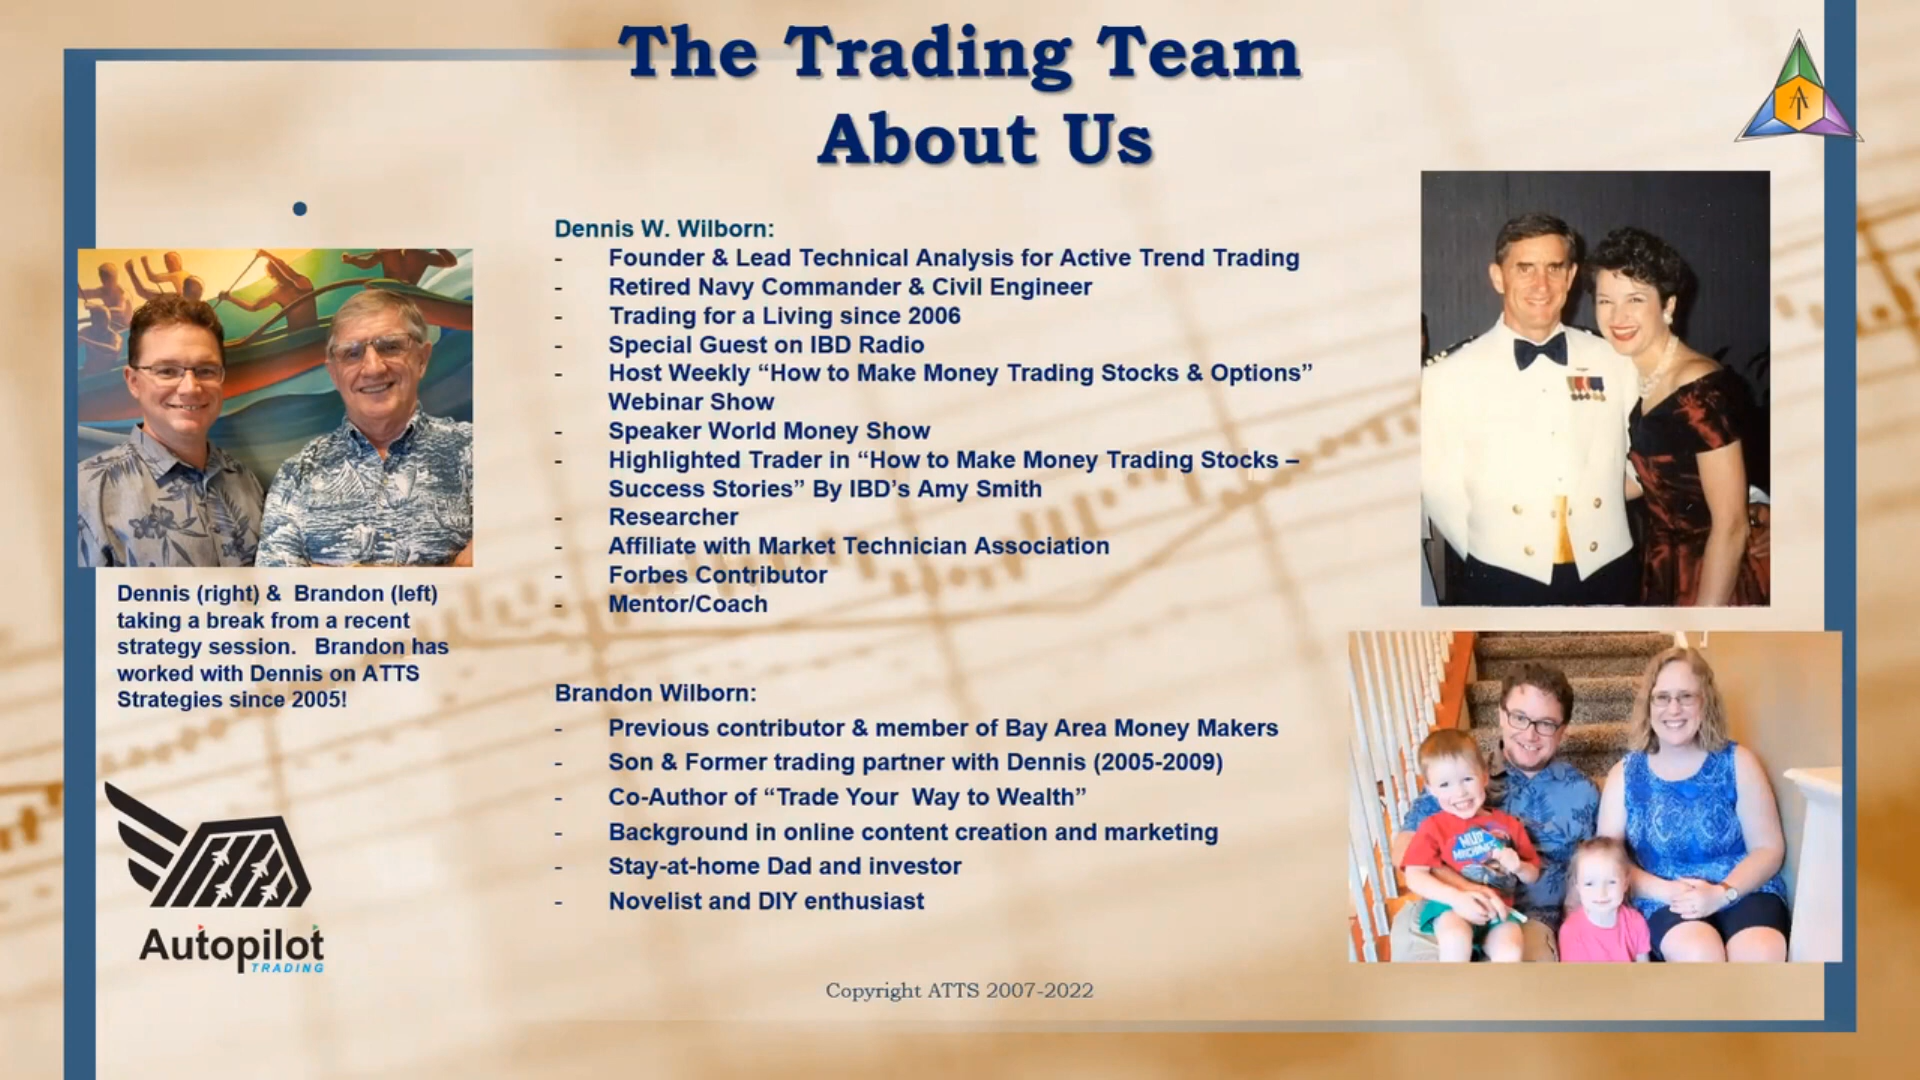 The Trading Team
About Us
Dennis W. Wilborn:
- Founder & Lead Technical Analysis for Active Trend Trading
- Retired Navy Commander & Civil Engineer
- Trading for a Living since 2006
- Special Guest on IBD Radio
- Host Weekly “How to Make Money Trading Stocks & Options”
Webinar Show
- Speaker World Money Show
- Highlighted Trader in “How to Make Money Trading Stocks –
Success Stories” By IBD’s Amy Smith
- Researcher
- Affiliate with Market Technician Association
- Forbes Contributor
- Mentor/Coach
Dennis (right) & Brandon (left)
taking a break from a recent
strategy session. Brandon has
worked with Dennis on ATTS
Strategies since 2005!
Brandon Wilborn:
- Previous contributor & member of Bay Area Money Makers
- Son & Former trading partner with Dennis (2005-2009)
- Co-Author of “Trade Your Way to Wealth”
- Background in online content creation and marketing
- Stay-at-home Dad and investor
- Novelist and DIY enthusiast
Autopilot
TRADING
Copyright ATTS 2007-2022